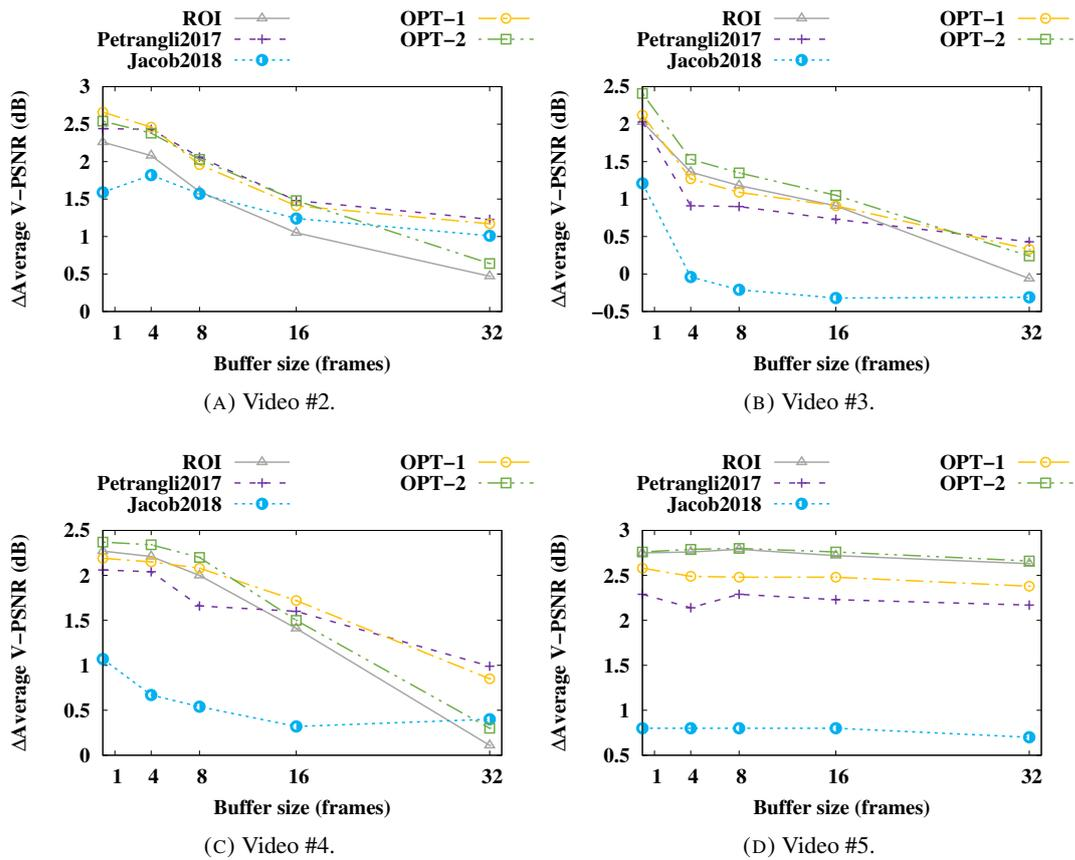 ROI
Petrangli2017
Jacob2018
OPT−1
OPT−2
ΔAverage V−PSNR (dB)
3
2.5
2
1.5
1
0.5
0
1 4 8 16 32
Buffer size (frames)
(A) Video #2.
ROI
Petrangli2017
Jacob2018
OPT−1
OPT−2
ΔAverage V−PSNR (dB)
2.5
2
1.5
1
0.5
0
−0.5
1 4 8 16 32
Buffer size (frames)
(B) Video #3.
ROI
Petrangli2017
Jacob2018
OPT−1
OPT−2
ΔAverage V−PSNR (dB)
2.5
2
1.5
1
0.5
0
1 4 8 16 32
Buffer size (frames)
(C) Video #4.
ROI
Petrangli2017
Jacob2018
OPT−1
OPT−2
ΔAverage V−PSNR (dB)
3
2.5
2
1.5
1
0.5
1 4 8 16 32
Buffer size (frames)
(D) Video #5.